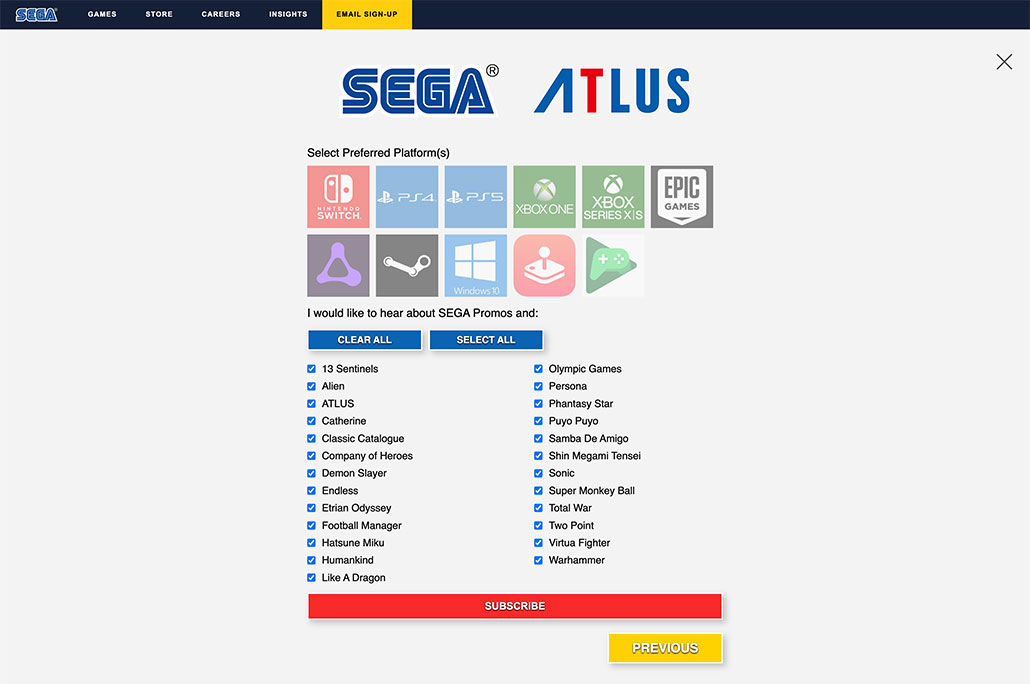 SEGA GAMES STORE CAREERS INSIGHTS EMAIL SIGN-UP
SEGA® ATLUS
Select Preferred Platform(s)
NINTENDO
SWITCH.
PS4
PS5
XBOX ONE
XBOX
SERIES X|S
EPIC
GAMES
Windows 10
I would like to hear about SEGA Promos and:
CLEAR ALL SELECT ALL
13 Sentinels
Alien
ATLUS
Catherine
Classic Catalogue
Company of Heroes
Demon Slayer
Endless
Etrian Odyssey
Football Manager
Hatsune Miku
Humankind
Like A Dragon
Olympic Games
Persona
Phantasy Star
Puyo Puyo
Samba De Amigo
Shin Megami Tensei
Sonic
Super Monkey Ball
Total War
Two Point
Virtua Fighter
Warhammer
SUBSCRIBE
PREVIOUS